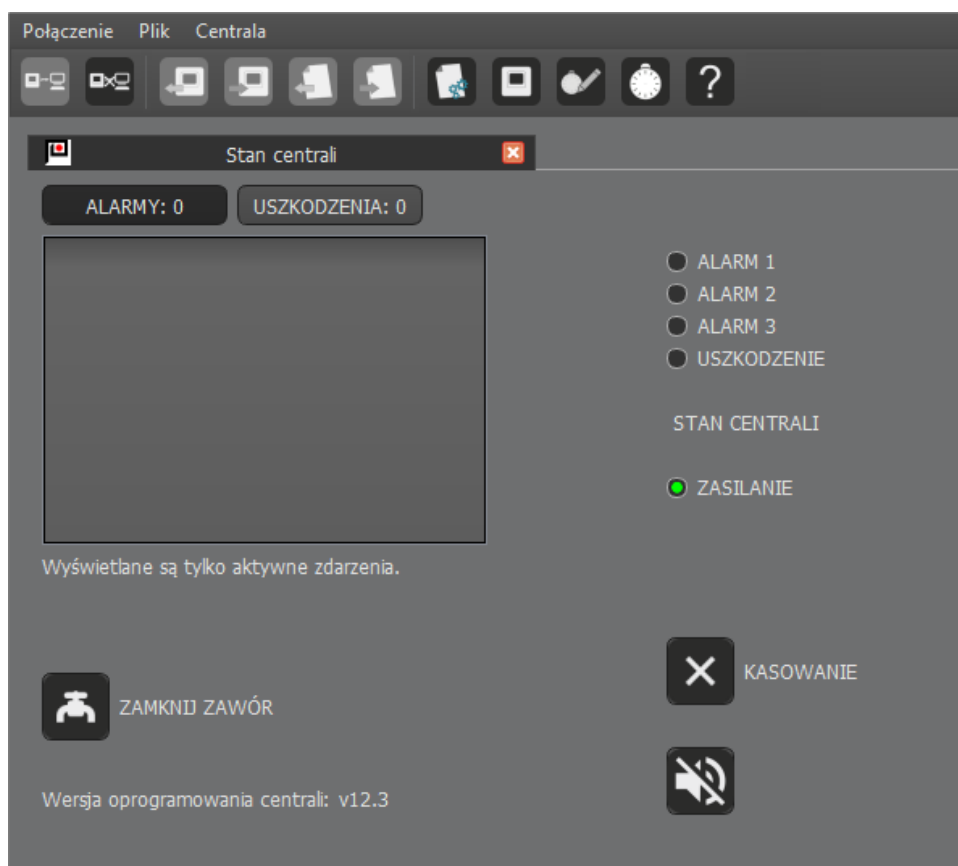 Połączenie Plik Centrala
?
Stan centrali
ALARMY: 0 USZKODZENIA: 0
ALARM 1
ALARM 2
ALARM 3
USZKODZENIE
STAN CENTRALI
ZASILANIE
Wyświetlane są tylko aktywne zdarzenia.
KASOWANIE
ZAMKNIJ ZAWÓR
Wersja oprogramowania centrali: v12.3